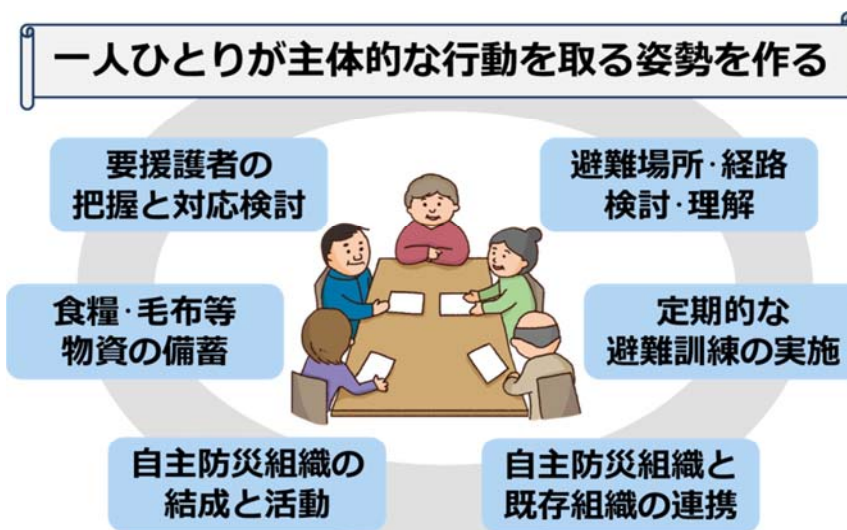 一人ひとりが主体的な行動を取る姿勢を作る
要援護者の
把握と対応検討
避難場所·経路
検討·理解
食糧·毛布等
物資の備蓄
定期的な
避難訓練の実施
自主防災組織の
結成と活動
自主防災組織と
既存組織の連携